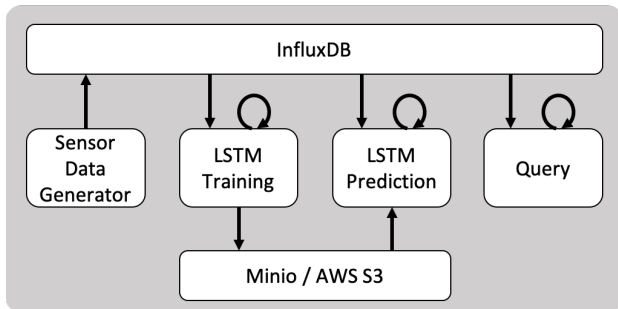 InfluxDB
Sensor
Data
Generator
LSTM
Training
LSTM
Prediction
Query
Minio / AWS S3